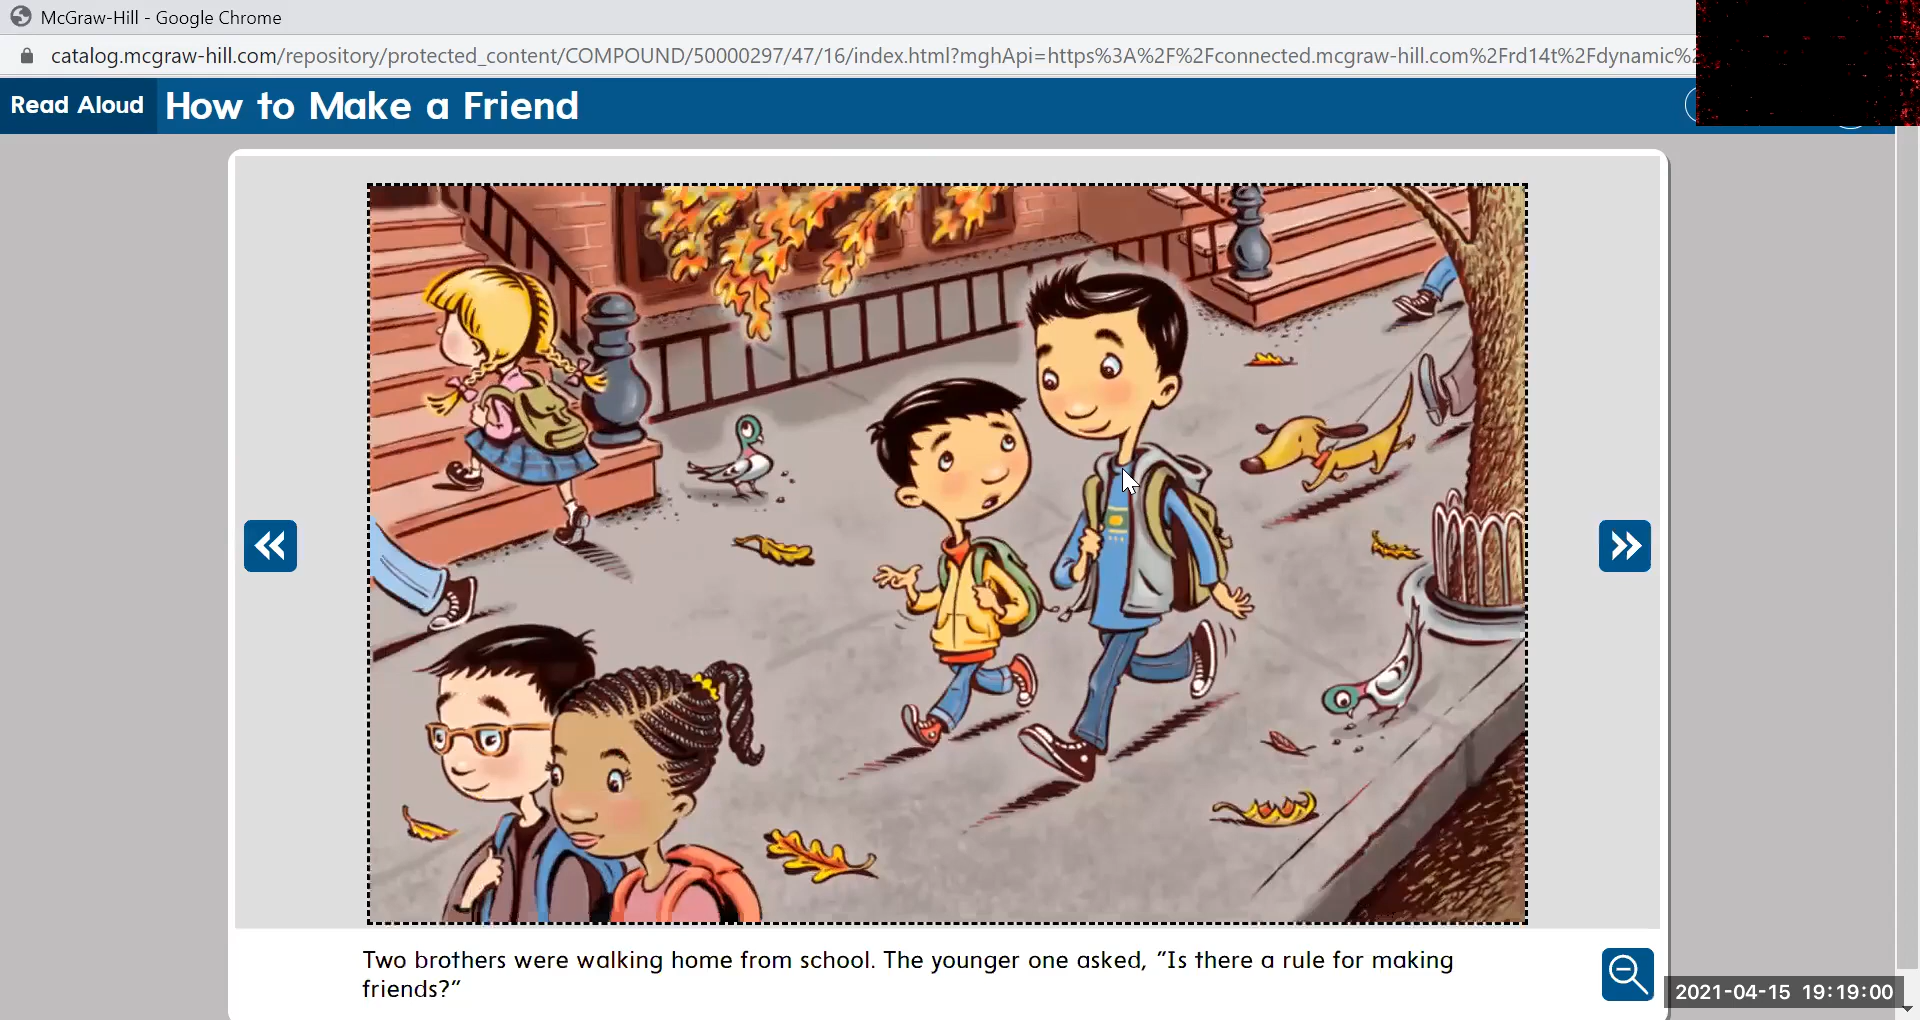 McGraw-Hill - Google Chrome
catalog.mcgraw-hill.com/repository/protected_content/COMPOUND/50000297/47/16/index.html?mghApi=https%3A%2F%2Fconnected.mcgraw-hill.com%2Frd14t%2Fdynamic%2
Read Aloud How to Make a Friend
Two brothers were walking home from school. The younger one asked, "Is there a rule for making
friends?"
2021-04-15 19:19:00